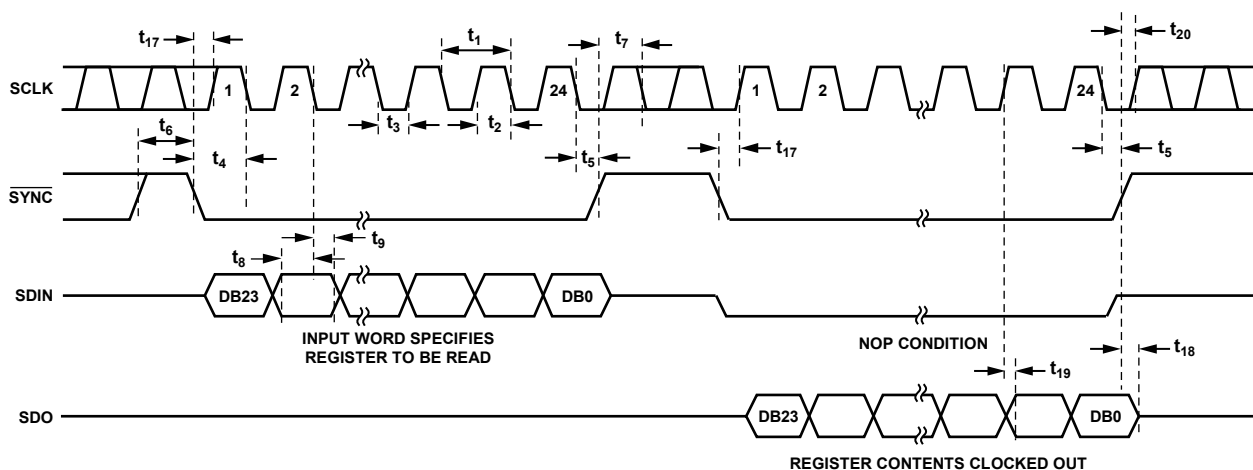 t17
t1
t7
t20
SCLK
1
2
24
1
2
24
t6
t4
t3
t2
t5
t17
t5
SYNC
t8
t9
SDIN
DB23
DB0
INPUT WORD SPECIFIES
REGISTER TO BE READ
NOP CONDITION
t18
t19
SDO
DB23
DB0
REGISTER CONTENTS CLOCKED OUT